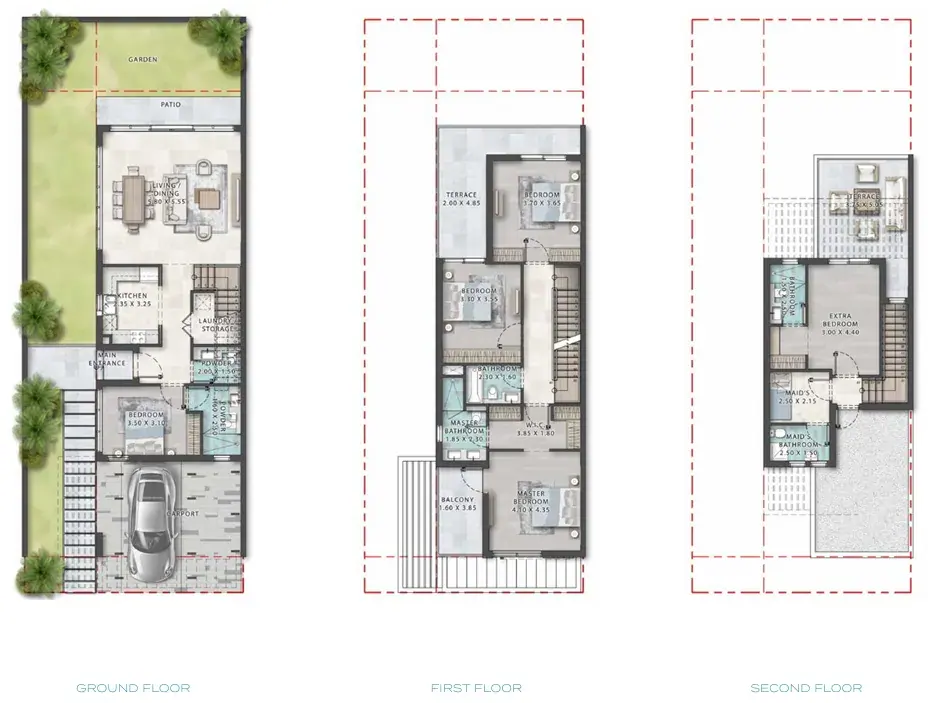 GARDEN
PATIO
LIVING /
DINING
5.80 X 5.55
KITCHEN
2.35 X 3.25
LAUNDRY
STORAGE
MAIN
ENTRANCE
POWDER
2.00 X 1.50
BEDROOM
3.50 X 3.10
POWDER
CARPORT
GROUND FLOOR
TERRACE
2.00 X 4.85
BEDROOM
3.70 X 3.65
BEDROOM
3.30 X 3.55
BATHROOM
2.30 X 1.60
MASTER
BATHROOM
1.85 X 2.30
W.I.C
3.85 X 1.80
BALCONY
1.60 X 3.85
MASTER
BEDROOM
4.10 X 4.35
FIRST FLOOR
TERRACE
BATHROOM
EXTRA
BEDROOM
3.00 X 4.40
MAID'S
2.50 X 2.15
MAID'S
BATHROOM
2.50 X 1.50
SECOND FLOOR